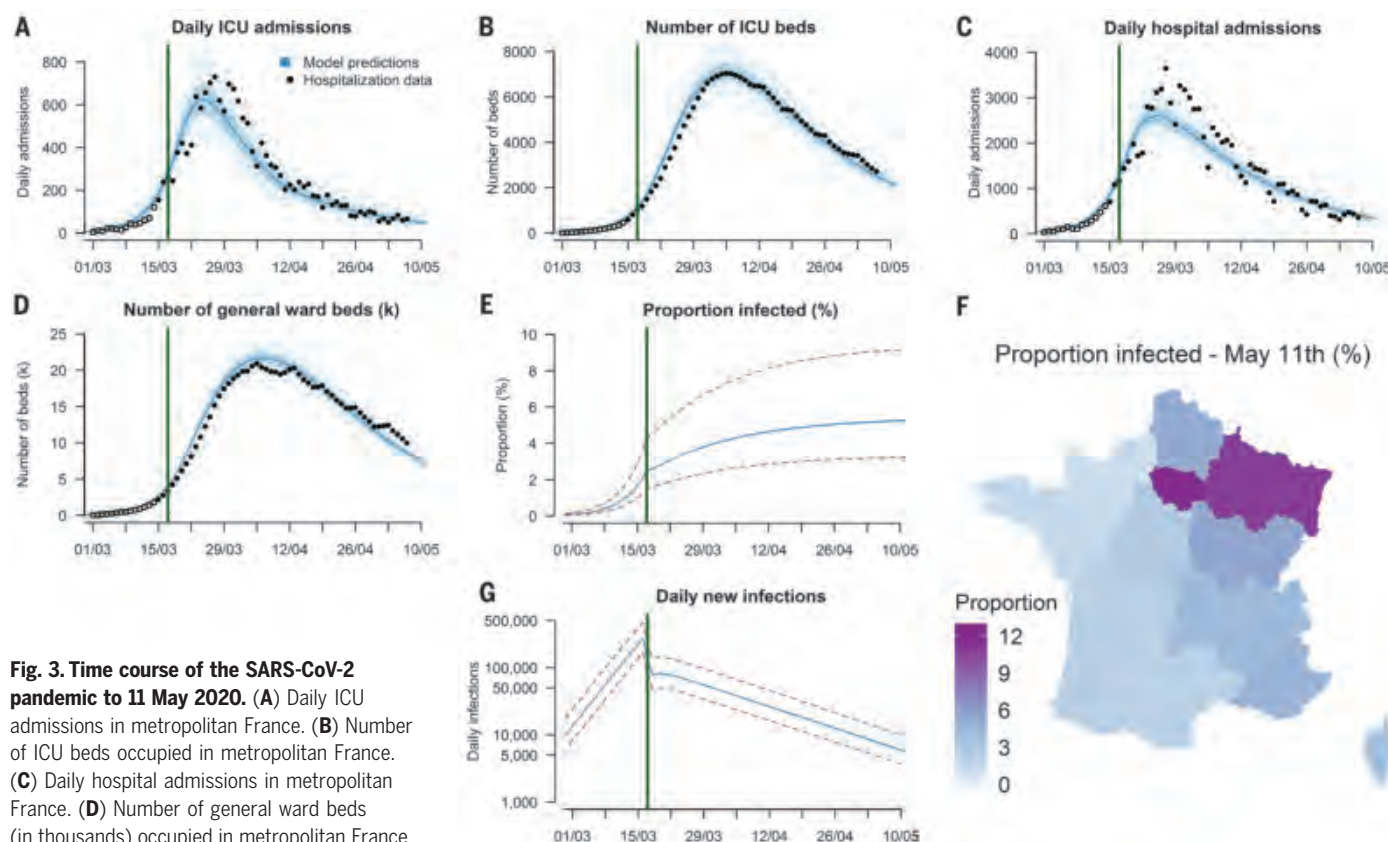 A
Daily ICU admissions
Daily admissions
800
600
400
200
0
Model predictions
Hospitalization data
01/03 15/03 29/03 12/04 26/04 10/05
B
Number of ICU beds
Number of beds
8000
6000
4000
2000
0
01/03 15/03 29/03 12/04 26/04 10/05
C
Daily hospital admissions
Daily admissions
4000
3000
2000
1000
0
01/03 15/03 29/03 12/04 26/04 10/05
D
Number of general ward beds (k)
Number of beds (k)
25
20
15
10
5
0
01/03 15/03 29/03 12/04 26/04 10/05
E
Proportion infected (%)
Proportion (%)
10
8
6
4
2
0
01/03 15/03 29/03 12/04 26/04 10/05
F
Proportion infected - May 11th (%)
Proportion
12
9
6
3
0
G
Daily new infections
Daily infections
500,000
100,000
50,000
10,000
5,000
1,000
01/03 15/03 29/03 12/04 26/04 10/05
Fig. 3. Time course of the SARS-CoV-2
pandemic to 11 May 2020. (A) Daily ICU
admissions in metropolitan France. (B) Number
of ICU beds occupied in metropolitan France.
(C) Daily hospital admissions in metropolitan
France. (D) Number of general ward beds
(in thousands) occupied in metropolitan France